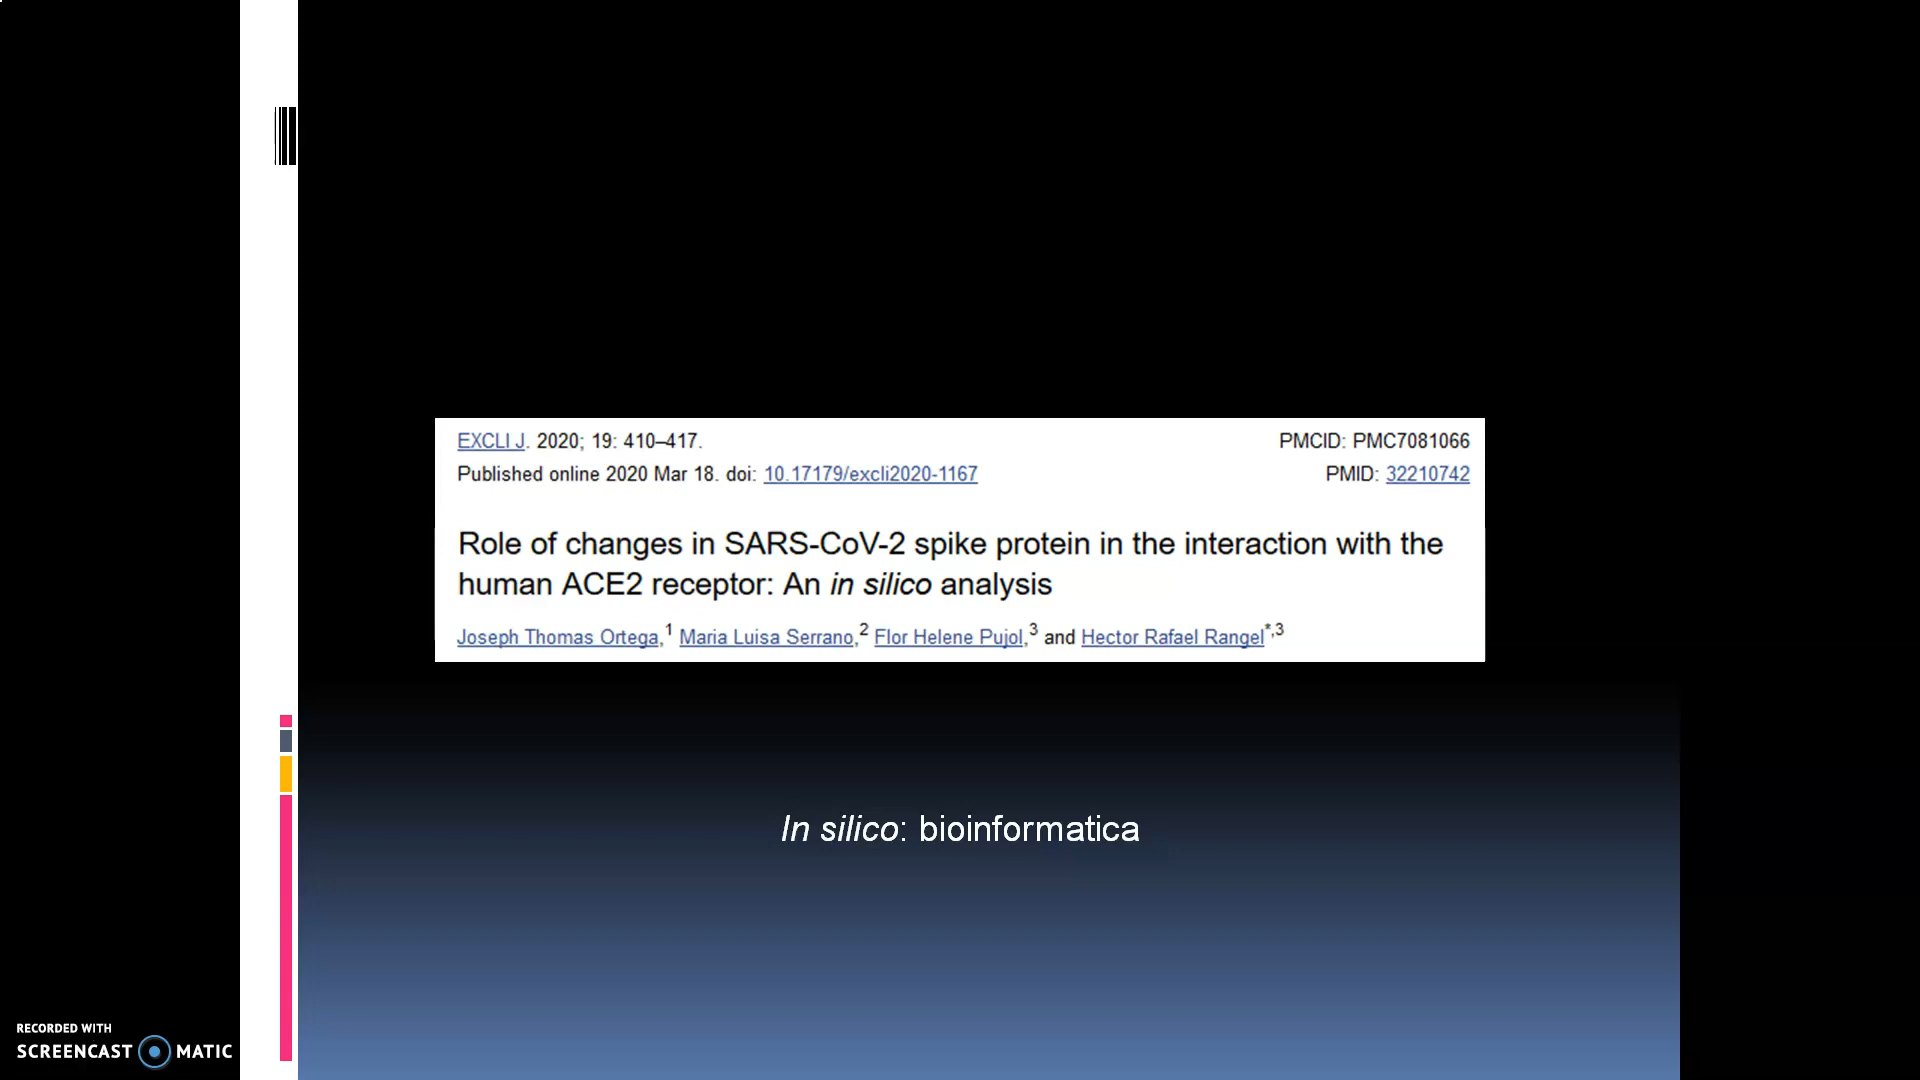 EXCLI J. 2020; 19: 410–417.
PMCID: PMC7081066
Published online 2020 Mar 18. doi: 10.17179/excli2020-1167
PMID: 32210742
Role of changes in SARS-CoV-2 spike protein in the interaction with the
human ACE2 receptor: An in silico analysis
Joseph Thomas Ortega,1 Maria Luisa Serrano,2 Flor Helene Pujol,3 and Hector Rafael Rangel*,3
In silico: bioinformatica
RECORDED WITH
SCREENCAST MATIC